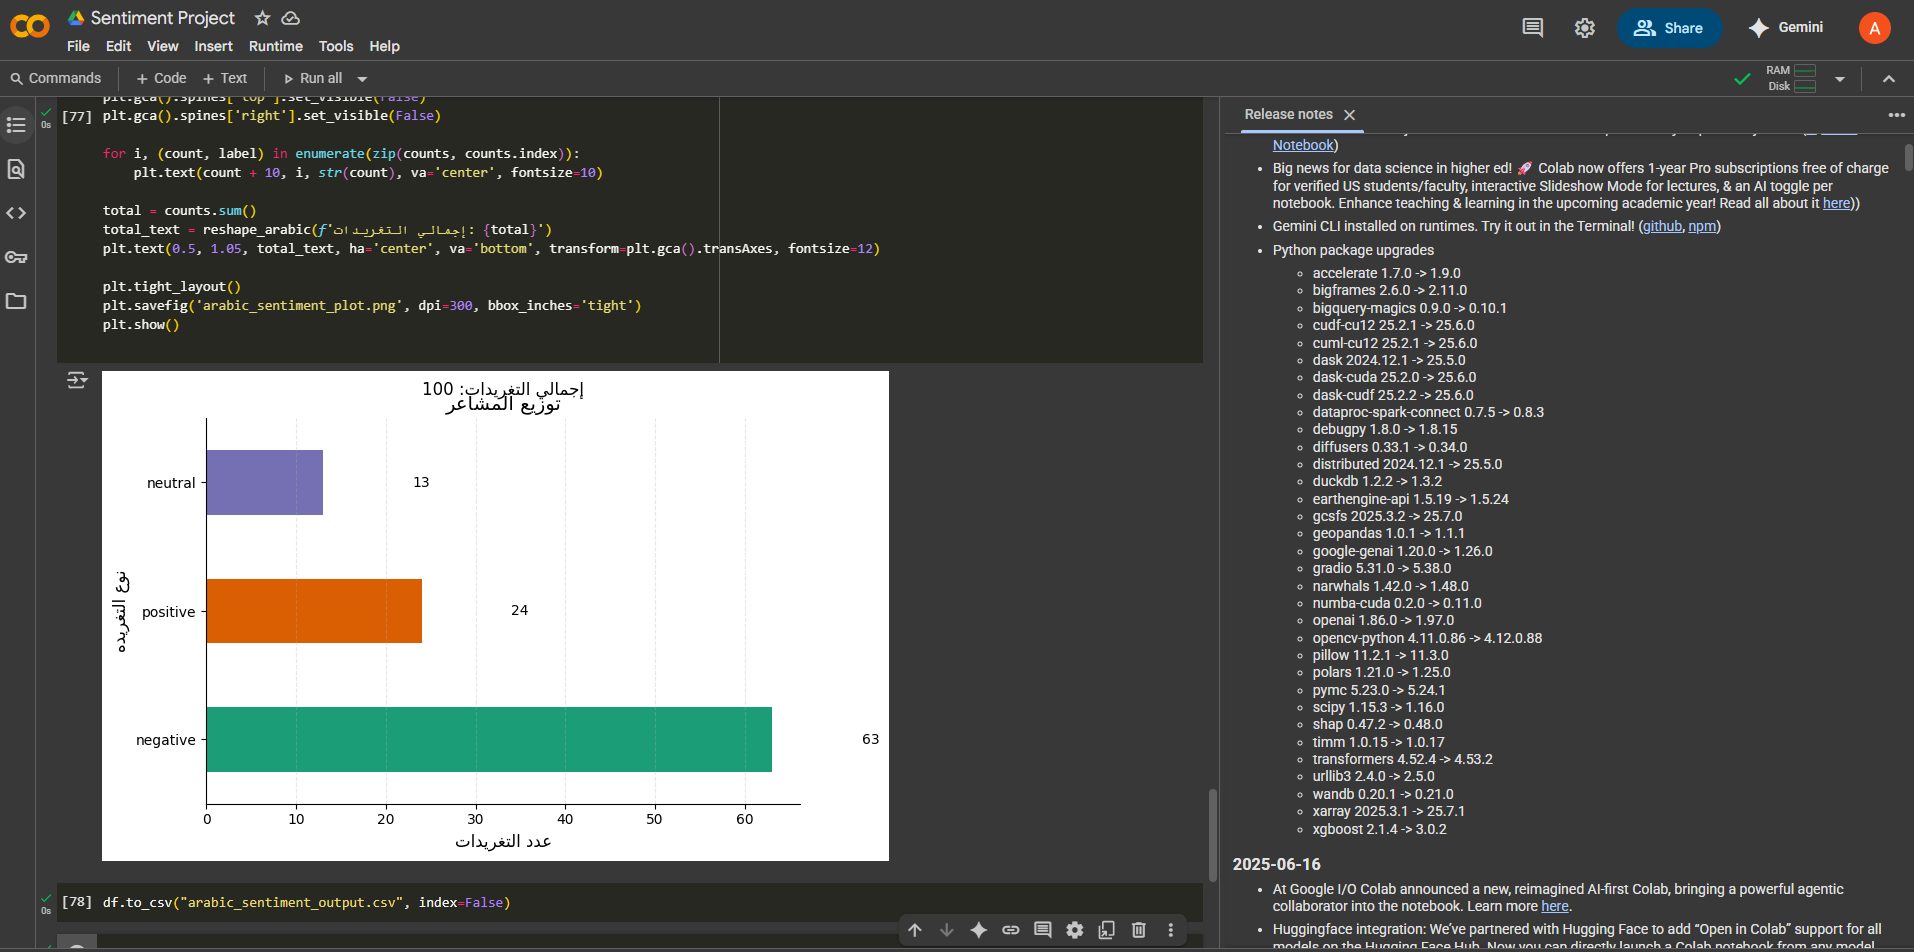 Sentiment Project
File Edit View Insert Runtime Tools Help
Share
Gemini
A
Commands + Code + Text Run all
RAM
Disk
plt.gca().spines['top'].set_visible(False)
[77] plt.gca().spines['right'].set_visible(False)
0s
for i, (count, label) in enumerate(zip(counts, counts.index)):
plt.text(count + 10, i, str(count), va='center', fontsize=10)
total = counts.sum()
total_text = reshape_arabic(f'إجمالي التغريدات: {total}')
plt.text(0.5, 1.05, total_text, ha='center', va='bottom', transform=plt.gca().transAxes, fontsize=12)
plt.tight_layout()
plt.savefig('arabic_sentiment_plot.png', dpi=300, bbox_inches='tight')
plt.show()
إجمالي التغريدات: 100
توزيع المشاعر
neutral
13
positive
24
negative
63
نوع التغريده
0 10 20 30 40 50 60
عدد التغريدات
[78] df.to_csv("arabic_sentiment_output.csv", index=False)
0s
Release notes
Notebook)
Big news for data science in higher ed! 🚀 Colab now offers 1-year Pro subscriptions free of charge
for verified US students/faculty, interactive Slideshow Mode for lectures, & an AI toggle per
notebook. Enhance teaching & learning in the upcoming academic year! Read all about it here))
Gemini CLI installed on runtimes. Try it out in the Terminal! (github, npm)
Python package upgrades
accelerate 1.7.0 -> 1.9.0
bigframes 2.6.0 -> 2.11.0
bigquery-magics 0.9.0 -> 0.10.1
cudf-cu12 25.2.1 -> 25.6.0
cuml-cu12 25.2.1 -> 25.6.0
dask 2024.12.1 -> 25.5.0
dask-cuda 25.2.0 -> 25.6.0
dask-cudf 25.2.2 -> 25.6.0
dataproc-spark-connect 0.7.5 -> 0.8.3
debugpy 1.8.0 -> 1.8.15
diffusers 0.33.1 -> 0.34.0
distributed 2024.12.1 -> 25.5.0
duckdb 1.2.2 -> 1.3.2
earthengine-api 1.5.19 -> 1.5.24
gcsfs 2025.3.2 -> 25.7.0
geopandas 1.0.1 -> 1.1.1
google-genai 1.20.0 -> 1.26.0
gradio 5.31.0 -> 5.38.0
narwhals 1.42.0 -> 1.48.0
numba-cuda 0.2.0 -> 0.11.0
openai 1.86.0 -> 1.97.0
opencv-python 4.11.0.86 -> 4.12.0.88
pillow 11.2.1 -> 11.3.0
polars 1.21.0 -> 1.25.0
pymc 5.23.0 -> 5.24.1
scipy 1.15.3 -> 1.16.0
shap 0.47.2 -> 0.48.0
timm 1.0.15 -> 1.0.17
transformers 4.52.4 -> 4.53.2
urllib3 2.4.0 -> 2.5.0
wandb 0.20.1 -> 0.21.0
xarray 2025.3.1 -> 25.7.1
xgboost 2.1.4 -> 3.0.2
2025-06-16
At Google I/O Colab announced a new, reimagined AI-first Colab, bringing a powerful agentic
collaborator into the notebook. Learn more here.
Huggingface integration: We've partnered with Hugging Face to add "Open in Colab" support for all
models on the Hugging Face Hub. Now you can directly launch a Colab notebook from any model